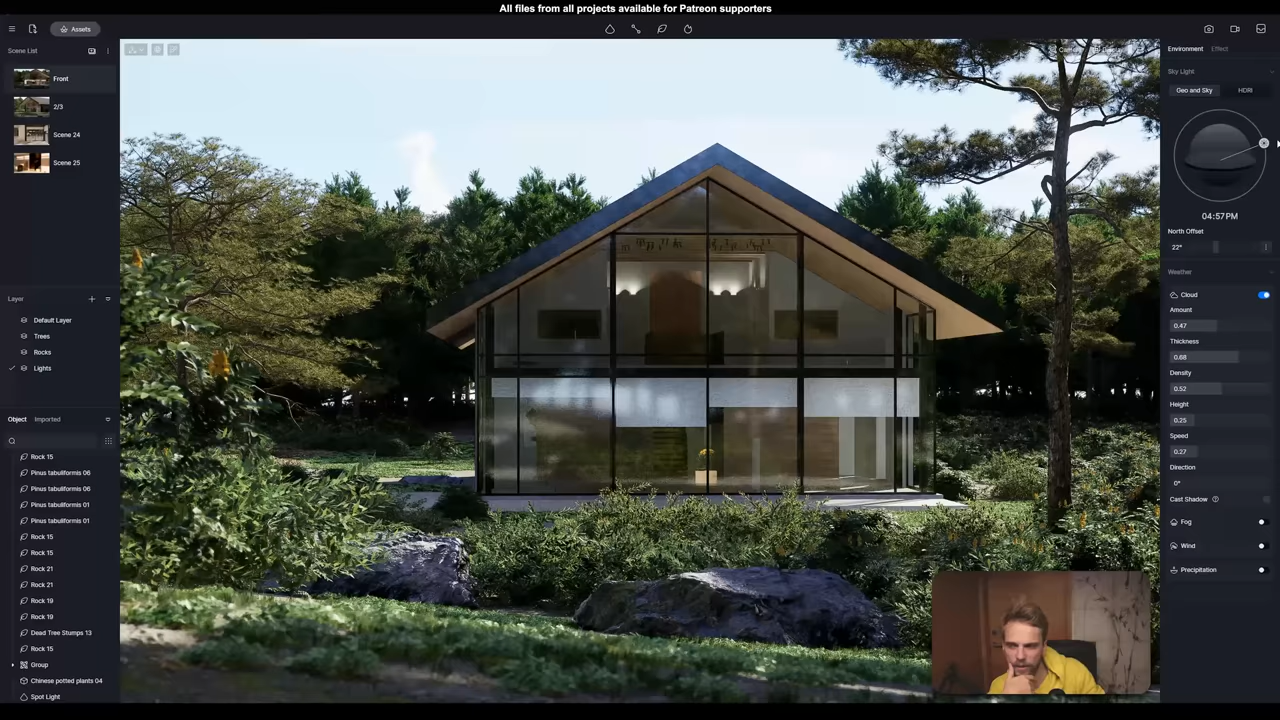 All files from all projects available for Patreon supporters
Assets
Scene List
Front
2/3
Scene 24
Scene 25
Layer
Default Layer
Trees
Rocks
Lights
Object Imported
Rock 15
Pinus tabuliformis 06
Pinus tabuliformis 06
Pinus tabuliformis 01
Pinus tabuliformis 01
Rock 15
Rock 15
Rock 21
Rock 21
Rock 19
Rock 19
Dead Tree Stumps 13
Rock 15
Group
Chinese potted plants 04
Spot Light
Environment Effect
Sky Light
Geo and Sky HDRI
04:57PM
North Offset
22°
Weather
Cloud
Amount
0.47
Thickness
0.68
Density
0.52
Height
0.25
Speed
0.27
Direction
0°
Cast Shadow
Fog
Wind
Precipitation